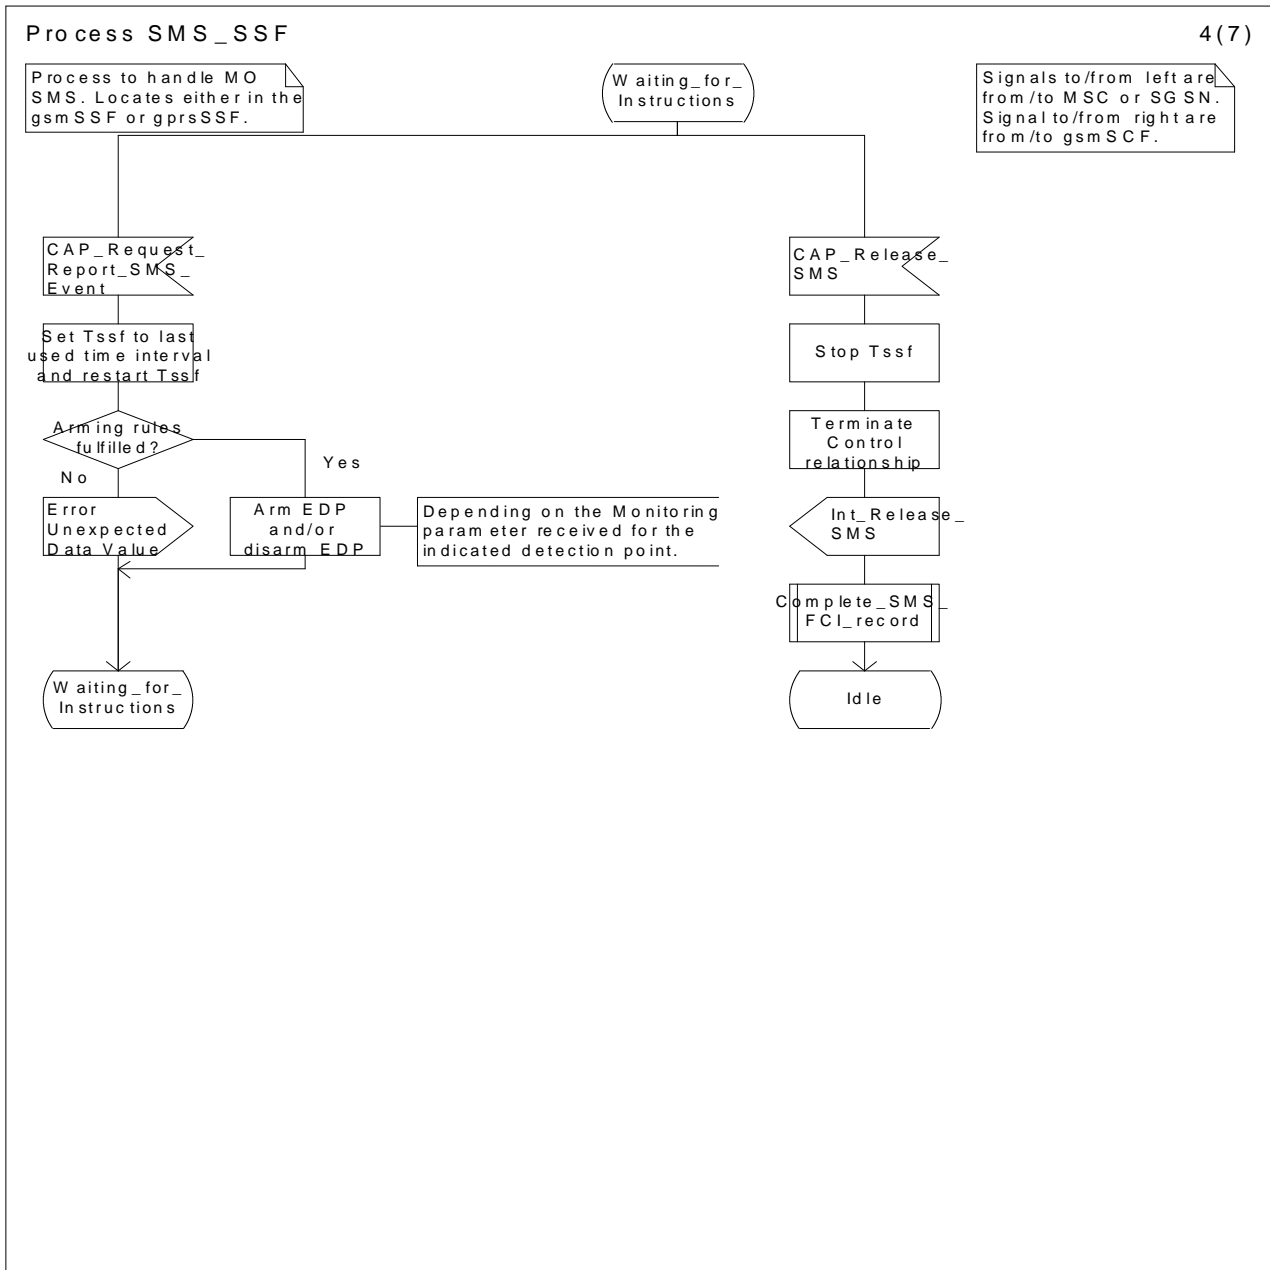 Process SMS_SSF
4(7)
Process to handle MO
SMS. Locates either in the
gsmSSF or gprsSSF.
Waiting_for_
Instructions
Signals to/from left are
from/to MSC or SGSN.
Signal to/from right are
from/to gsmSCF.
CAP_Request_
Report_SMS_
Event
CAP_Release_
SMS
Set Tssf to last
used time interval
and restart Tssf
Stop Tssf
Arming rules
fulfilled?
Terminate
Control
relationship
Yes
No
Error
Unexpected
Data Value
Arm EDP
and/or
disarm EDP
Depending on the Monitoring
parameter received for the
indicated detection point.
Int_Release_
SMS
Complete_SMS_
FCI_record
Waiting_for_
Instructions
Idle